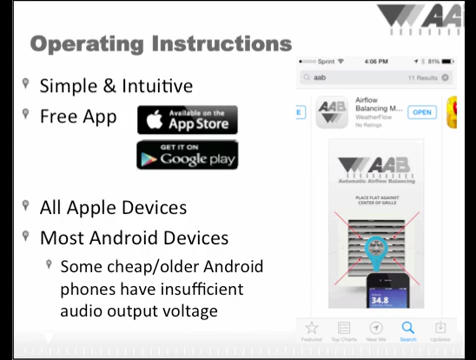 AAB
Operating Instructions
Simple & Intuitive
Free App
Available on the
App Store
GET IT ON
Google play
All Apple Devices
Most Android Devices
Some cheap/older Android
phones have insufficient
audio output voltage
Sprint
4:06 PM
81%
aab
11 Results
AAB
Airflow
Balancing M...
WeatherFlow
No Ratings
OPEN
AAB
Automatic Airflow Balancing
PLACE FLAT AGAINST
CENTER OF GRILLE
34.8
Featured
Top Charts
Near Me
Search
Updates